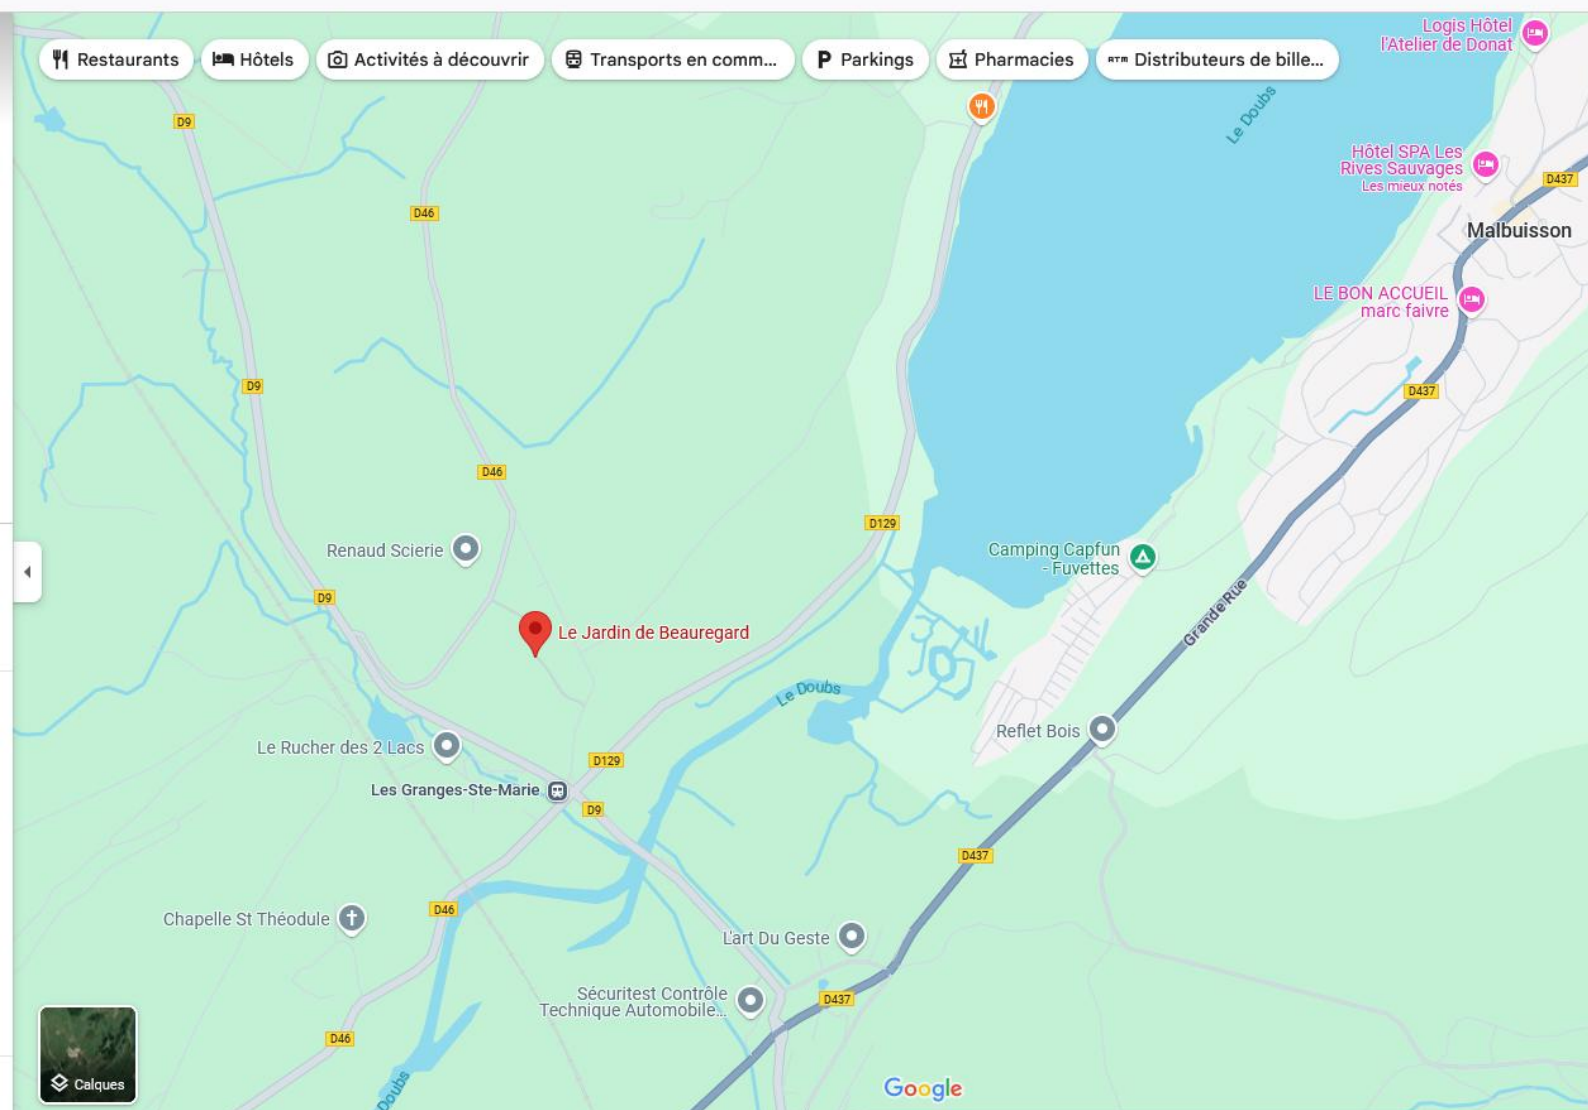 Restaurants
Hôtels
Activités à découvrir
Transports en comm...
P Parkings
Pharmacies
ATM Distributeurs de bille...
Logis Hôtel
l'Atelier de Donat
D9
Le Doubs
Hôtel SPA Les
Rives Sauvages
Les mieux notés
D437
D46
Malbuisson
LE BON ACCUEIL
marc faivre
D9
D437
D46
D129
Renaud Scierie
Camping Capfun
- Fuvettes
D9
Grande Rue
Le Jardin de Beauregard
Le Doubs
Reflet Bois
Le Rucher des 2 Lacs
D129
Les Granges-Ste-Marie
D9
D437
D46
Chapelle St Théodule
L'art Du Geste
Sécuritest Contrôle
Technique Automobile...
D437
D46
Calques
Doubs
Google